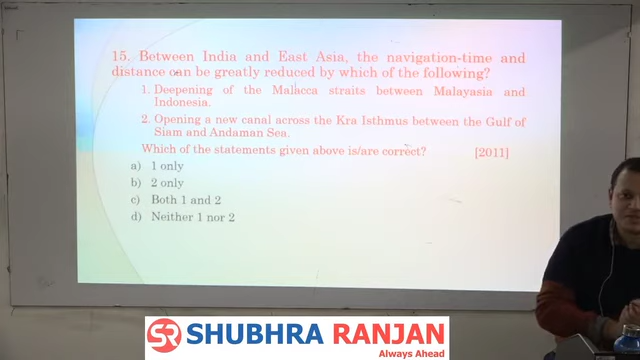 15. Between India and East Asia, the navigation-time and
distance can be greatly reduced by which of the following?
1. Deepening of the Malacca straits between Malayasia and
Indonesia.
2. Opening a new canal across the Kra Isthmus between the Gulf of
Siam and Andaman Sea.
Which of the statements given above is/are correct? [2011]
a) 1 only
b) 2 only
c) Both 1 and 2
d) Neither 1 nor 2
SR SHUBHRA RANJAN
Always Ahead